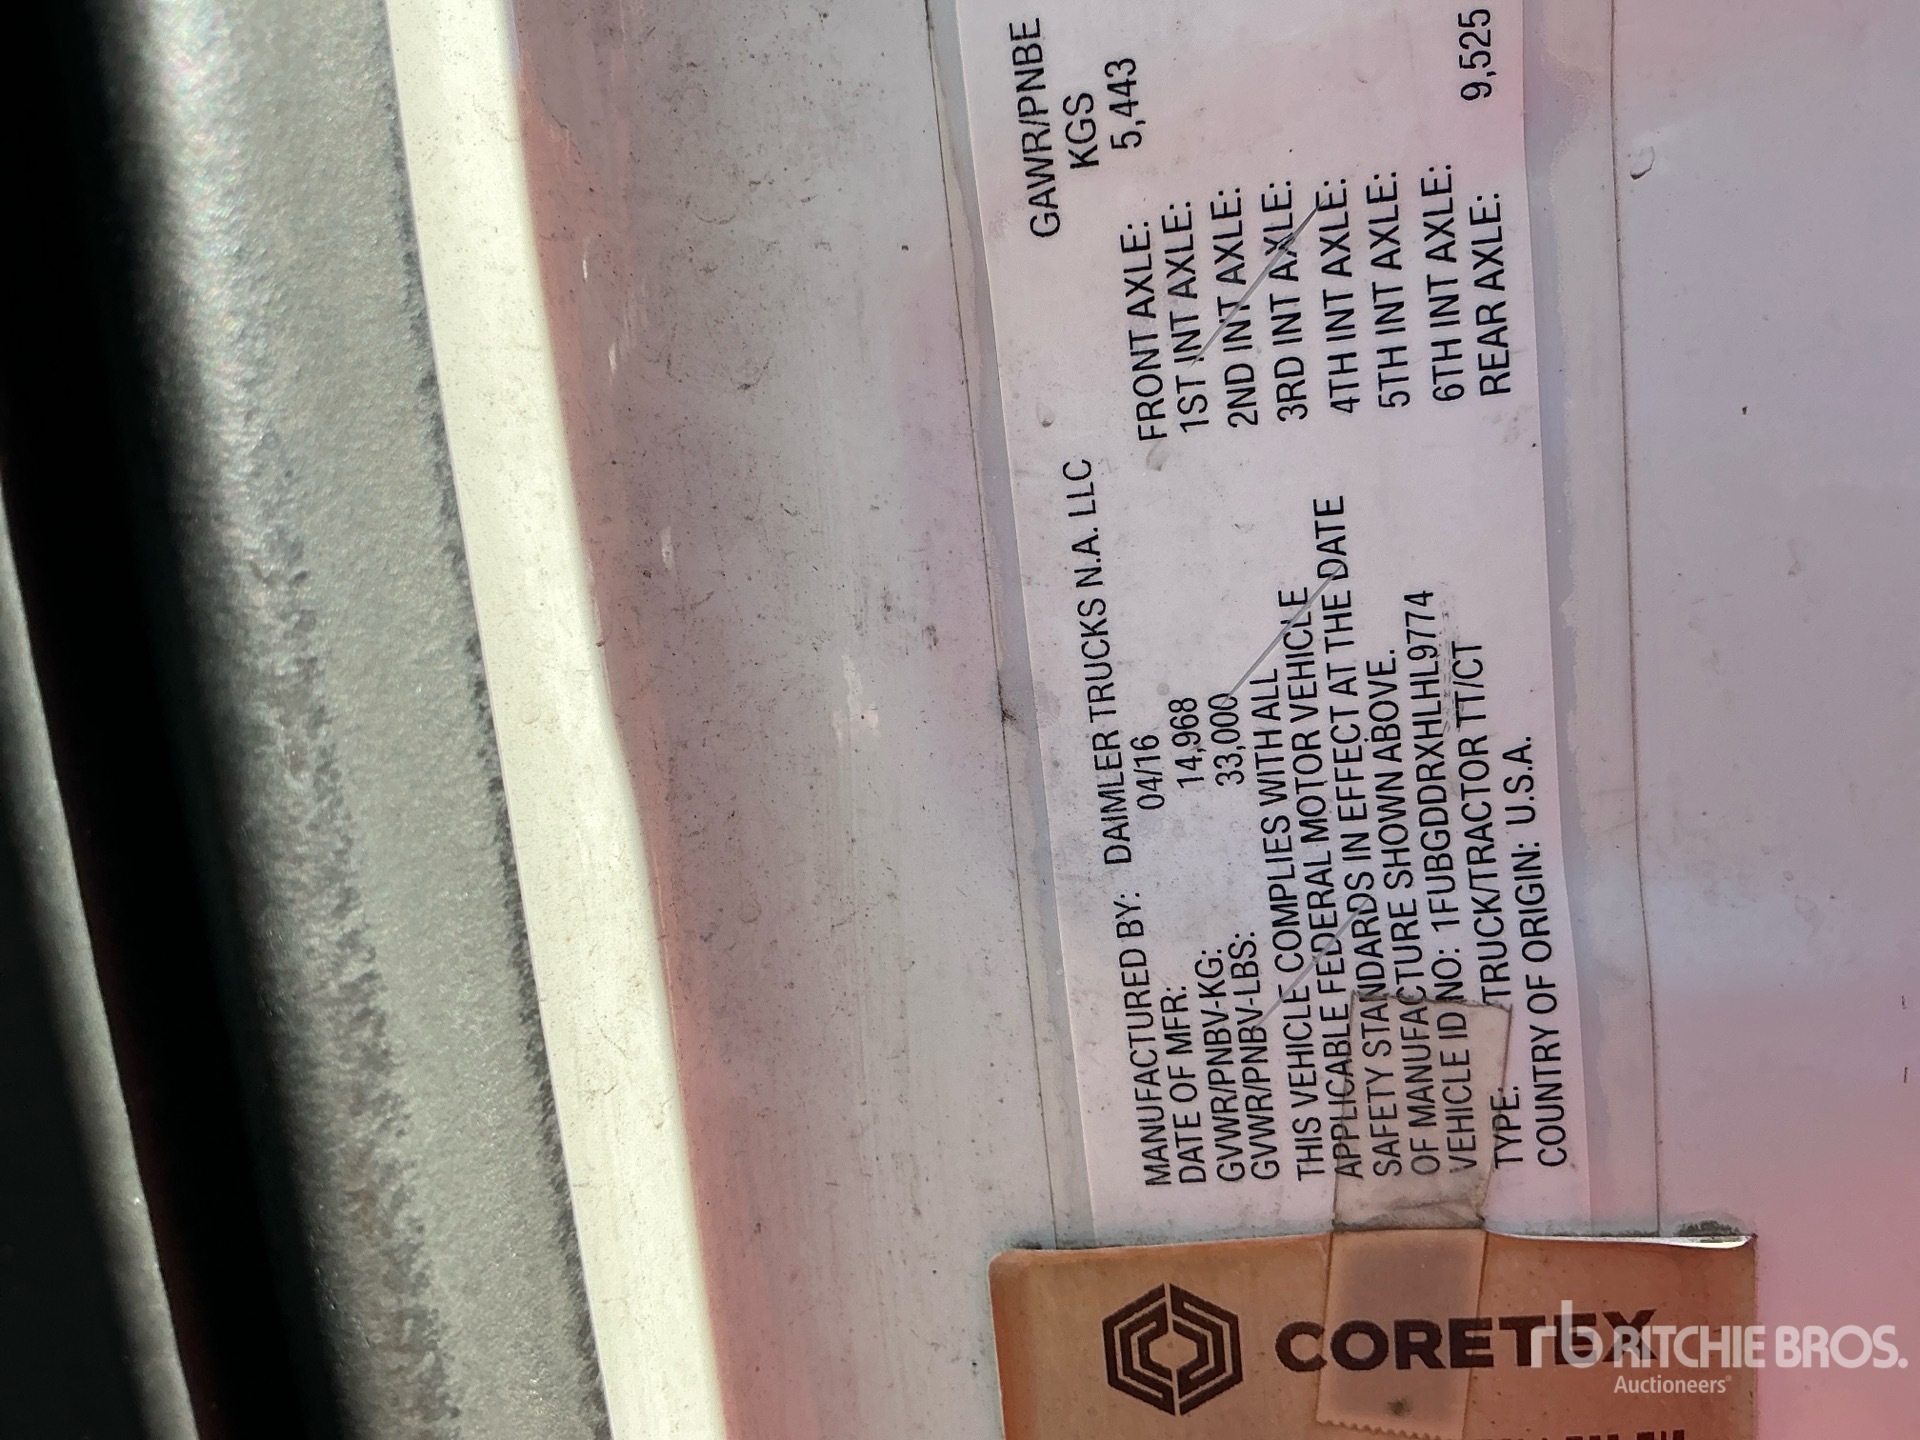 MANUFACTURED BY: DAIMLER TRUCKS N.A. LLC
DATE OF MFR: 04/16
GVWR/PNBV-KG: 14,968
GVWR/PNBV-LBS: 33,000
THIS VEHICLE COMPLIES WITH ALL
APPLICABLE FEDERAL MOTOR VEHICLE
SAFETY STANDARDS IN EFFECT AT THE DATE
OF MANUFACTURE SHOWN ABOVE.
VEHICLE ID NO: 1FUBGDDRXHLHL9774
TYPE: TRUCK/TRACTOR TT/CT
COUNTRY OF ORIGIN: U.S.A.
GAWR/PNBE
KGS
FRONT AXLE: 5,443
1ST INT AXLE:
2ND INT AXLE:
3RD INT AXLE:
4TH INT AXLE:
5TH INT AXLE:
6TH INT AXLE:
REAR AXLE: 9,525
CORETEX
rb RITCHIE BROS.
Auctioneers